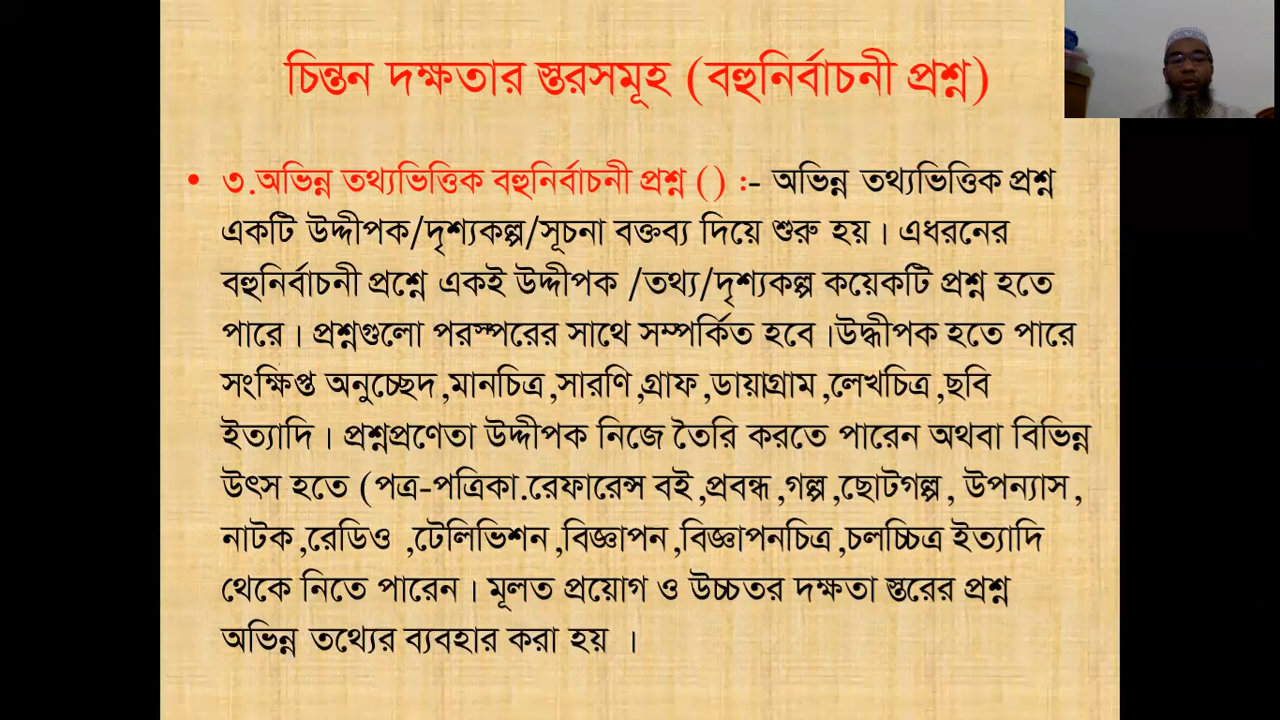 চিন্তন দক্ষতার স্তরসমূহ (বহুনির্বাচনী প্রশ্ন)
• ৩.অভিন্ন তথ্যভিত্তিক বহুনির্বাচনী প্রশ্ন () :- অভিন্ন তথ্যভিত্তিক প্রশ্ন
একটি উদ্দীপক/দৃশ্যকল্প/সূচনা বক্তব্য দিয়ে শুরু হয়। এধরনের
বহুনির্বাচনী প্রশ্নে একই উদ্দীপক /তথ্য/দৃশ্যকল্প কয়েকটি প্রশ্ন হতে
পারে। প্রশ্নগুলো পরস্পরের সাথে সম্পর্কিত হবে।উদ্ধীপক হতে পারে
সংক্ষিপ্ত অনুচ্ছেদ,মানচিত্র,সারণি,গ্রাফ,ডায়াগ্রাম,লেখচিত্র,ছবি
ইত্যাদি। প্রশ্নপ্রণেতা উদ্দীপক নিজে তৈরি করতে পারেন অথবা বিভিন্ন
উৎস হতে (পত্র-পত্রিকা.রেফারেন্স বই,প্রবন্ধ,গল্প,ছোটগল্প, উপন্যাস,
নাটক,রেডিও ,টেলিভিশন,বিজ্ঞাপন,বিজ্ঞাপনচিত্র,চলচ্চিত্র ইত্যাদি
থেকে নিতে পারেন। মূলত প্রয়োগ ও উচ্চতর দক্ষতা স্তরের প্রশ্ন
অভিন্ন তথ্যের ব্যবহার করা হয় ।